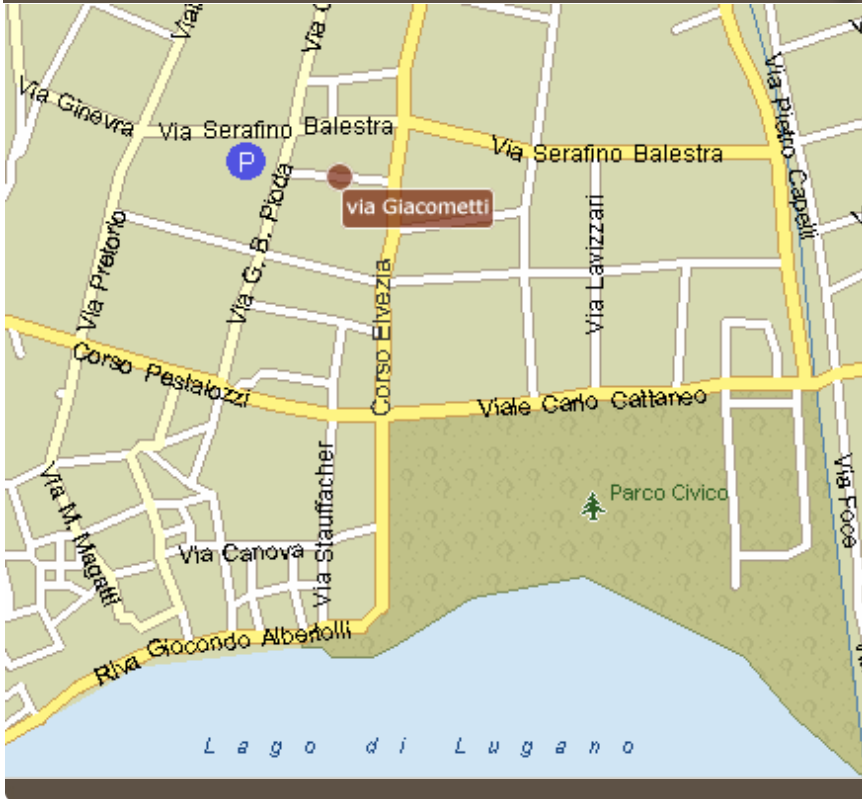 Via Ginevra
Via Serafino Balestra
P
Via Serafino Balestra
Via Pietro Capelli
via Giacometti
Via Pretorio
Via G. B. Pioda
Via Lavizzari
Corso Elvezia
Corso Pestalozzi
Viale Carlo Cattaneo
Parco Civico
Via Foce
Via M. Magatti
Via Stauffacher
Via Canova
Riva Giocondo Albertolli
Lago di Lugano